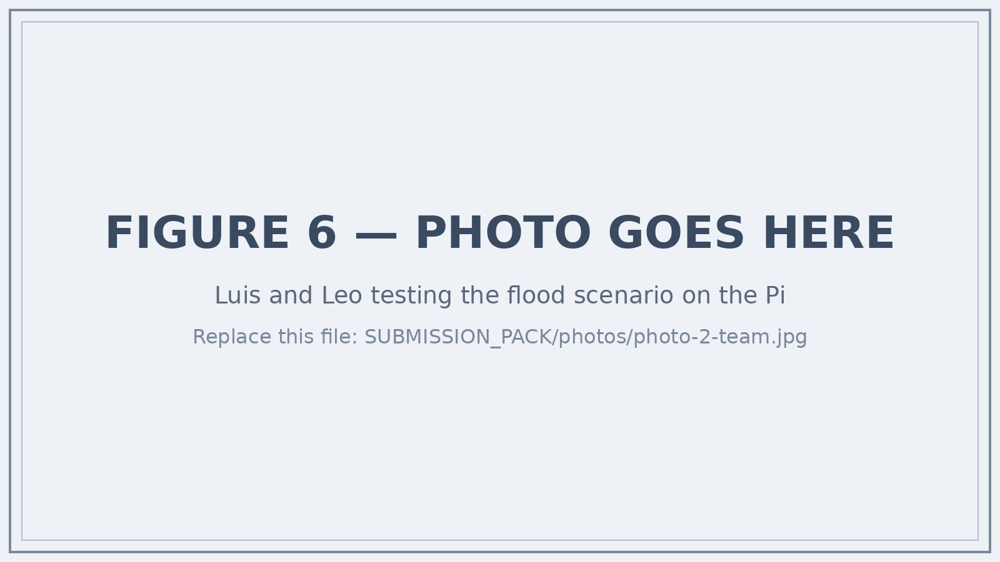 FIGURE 6 — PHOTO GOES HERE
Luis and Leo testing the flood scenario on the Pi
Replace this file: SUBMISSION_PACK/photos/photo-2-team.jpg